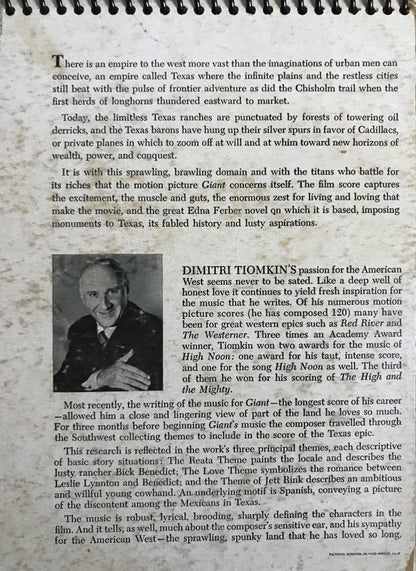 There is an empire to the west more vast than the imaginations of urban men can
conceive, an empire called Texas where the infinite plains and the restless cities
still beat with the pulse of frontier adventure as did the Chisholm trail when the
first herds of longhorns thundered eastward to market.
Today, the limitless Texas ranches are punctuated by forests of towering oil
derricks, and the Texas barons have hung up their silver spurs in favor of Cadillacs,
or private planes in which to zoom off at will and at whim toward new horizons of
wealth, power, and conquest.
It is with this sprawling, brawling domain and with the titans who battle for
its riches that the motion picture Giant concerns itself. The film score captures
the excitement, the muscle and guts, the enormous zest for living and loving that
make the movie, and the great Edna Ferber novel on which it is based, imposing
monuments to Texas, its fabled history and lusty aspirations.
DIMITRI TIOMKIN'S passion for the American
West seems never to be sated. Like a deep well of
honest love it continues to yield fresh inspiration for
the music that he writes. Of his numerous motion
picture scores (he has composed 120) many have
been for great western epics such as Red River and
The Westerner. Three times an Academy Award
winner, Tiomkin won two awards for the music of
High Noon: one award for his taut, intense score,
and one for the song High Noon as well. The third
of them he won for his scoring of The High and
the Mighty.
Most recently, the writing of the music for Giant—the longest score of his career
—allowed him a close and lingering view of part of the land he loves so much.
For three months before beginning Giant's music the composer travelled through
the Southwest collecting themes to include in the score of the Texas epic.
This research is reflected in the work's three principal themes, each descriptive
of basic story situations: The Reata Theme paints the locale and describes the
lusty rancher Bick Benedict; The Love Theme symbolizes the romance between
Leslie Lynnton and Benedict; and the Theme of Jett Rink describes an ambitious
and willful young cowhand. An underlying motif is Spanish, conveying a picture
of the discontent among the Mexicans in Texas.
The music is robust, lyrical, brooding, sharply defining the characters in the
film. And it tells, as well, much about the composer's sensitive ear, and his sympathy
for the American West—the sprawling, spunky land that he has loved so long.